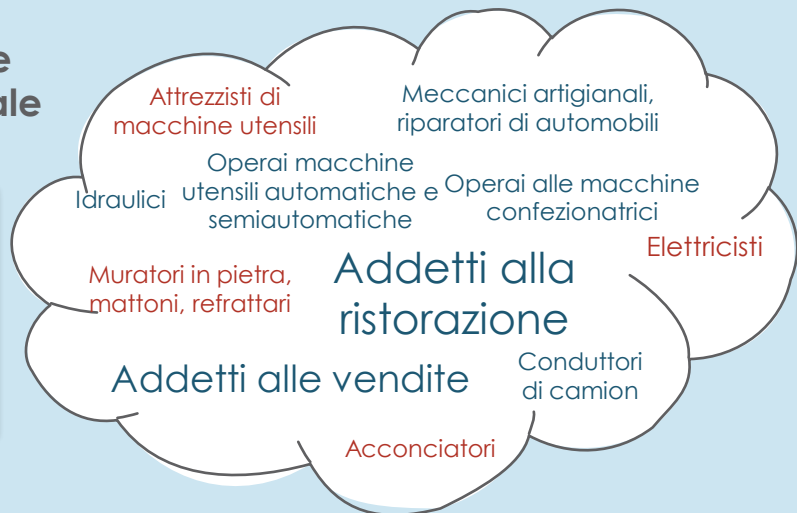 e
ale
Attrezzisti di
macchine utensili
Meccanici artigianali,
riparatori di automobili
Idraulici
Operai macchine
utensili automatiche e
semiautomatiche
Operai alle macchine
confezionatrici
Elettricisti
Muratori in pietra,
mattoni, refrattari
Addetti alla
ristorazione
Addetti alle vendite
Conduttori
di camion
Acconciatori